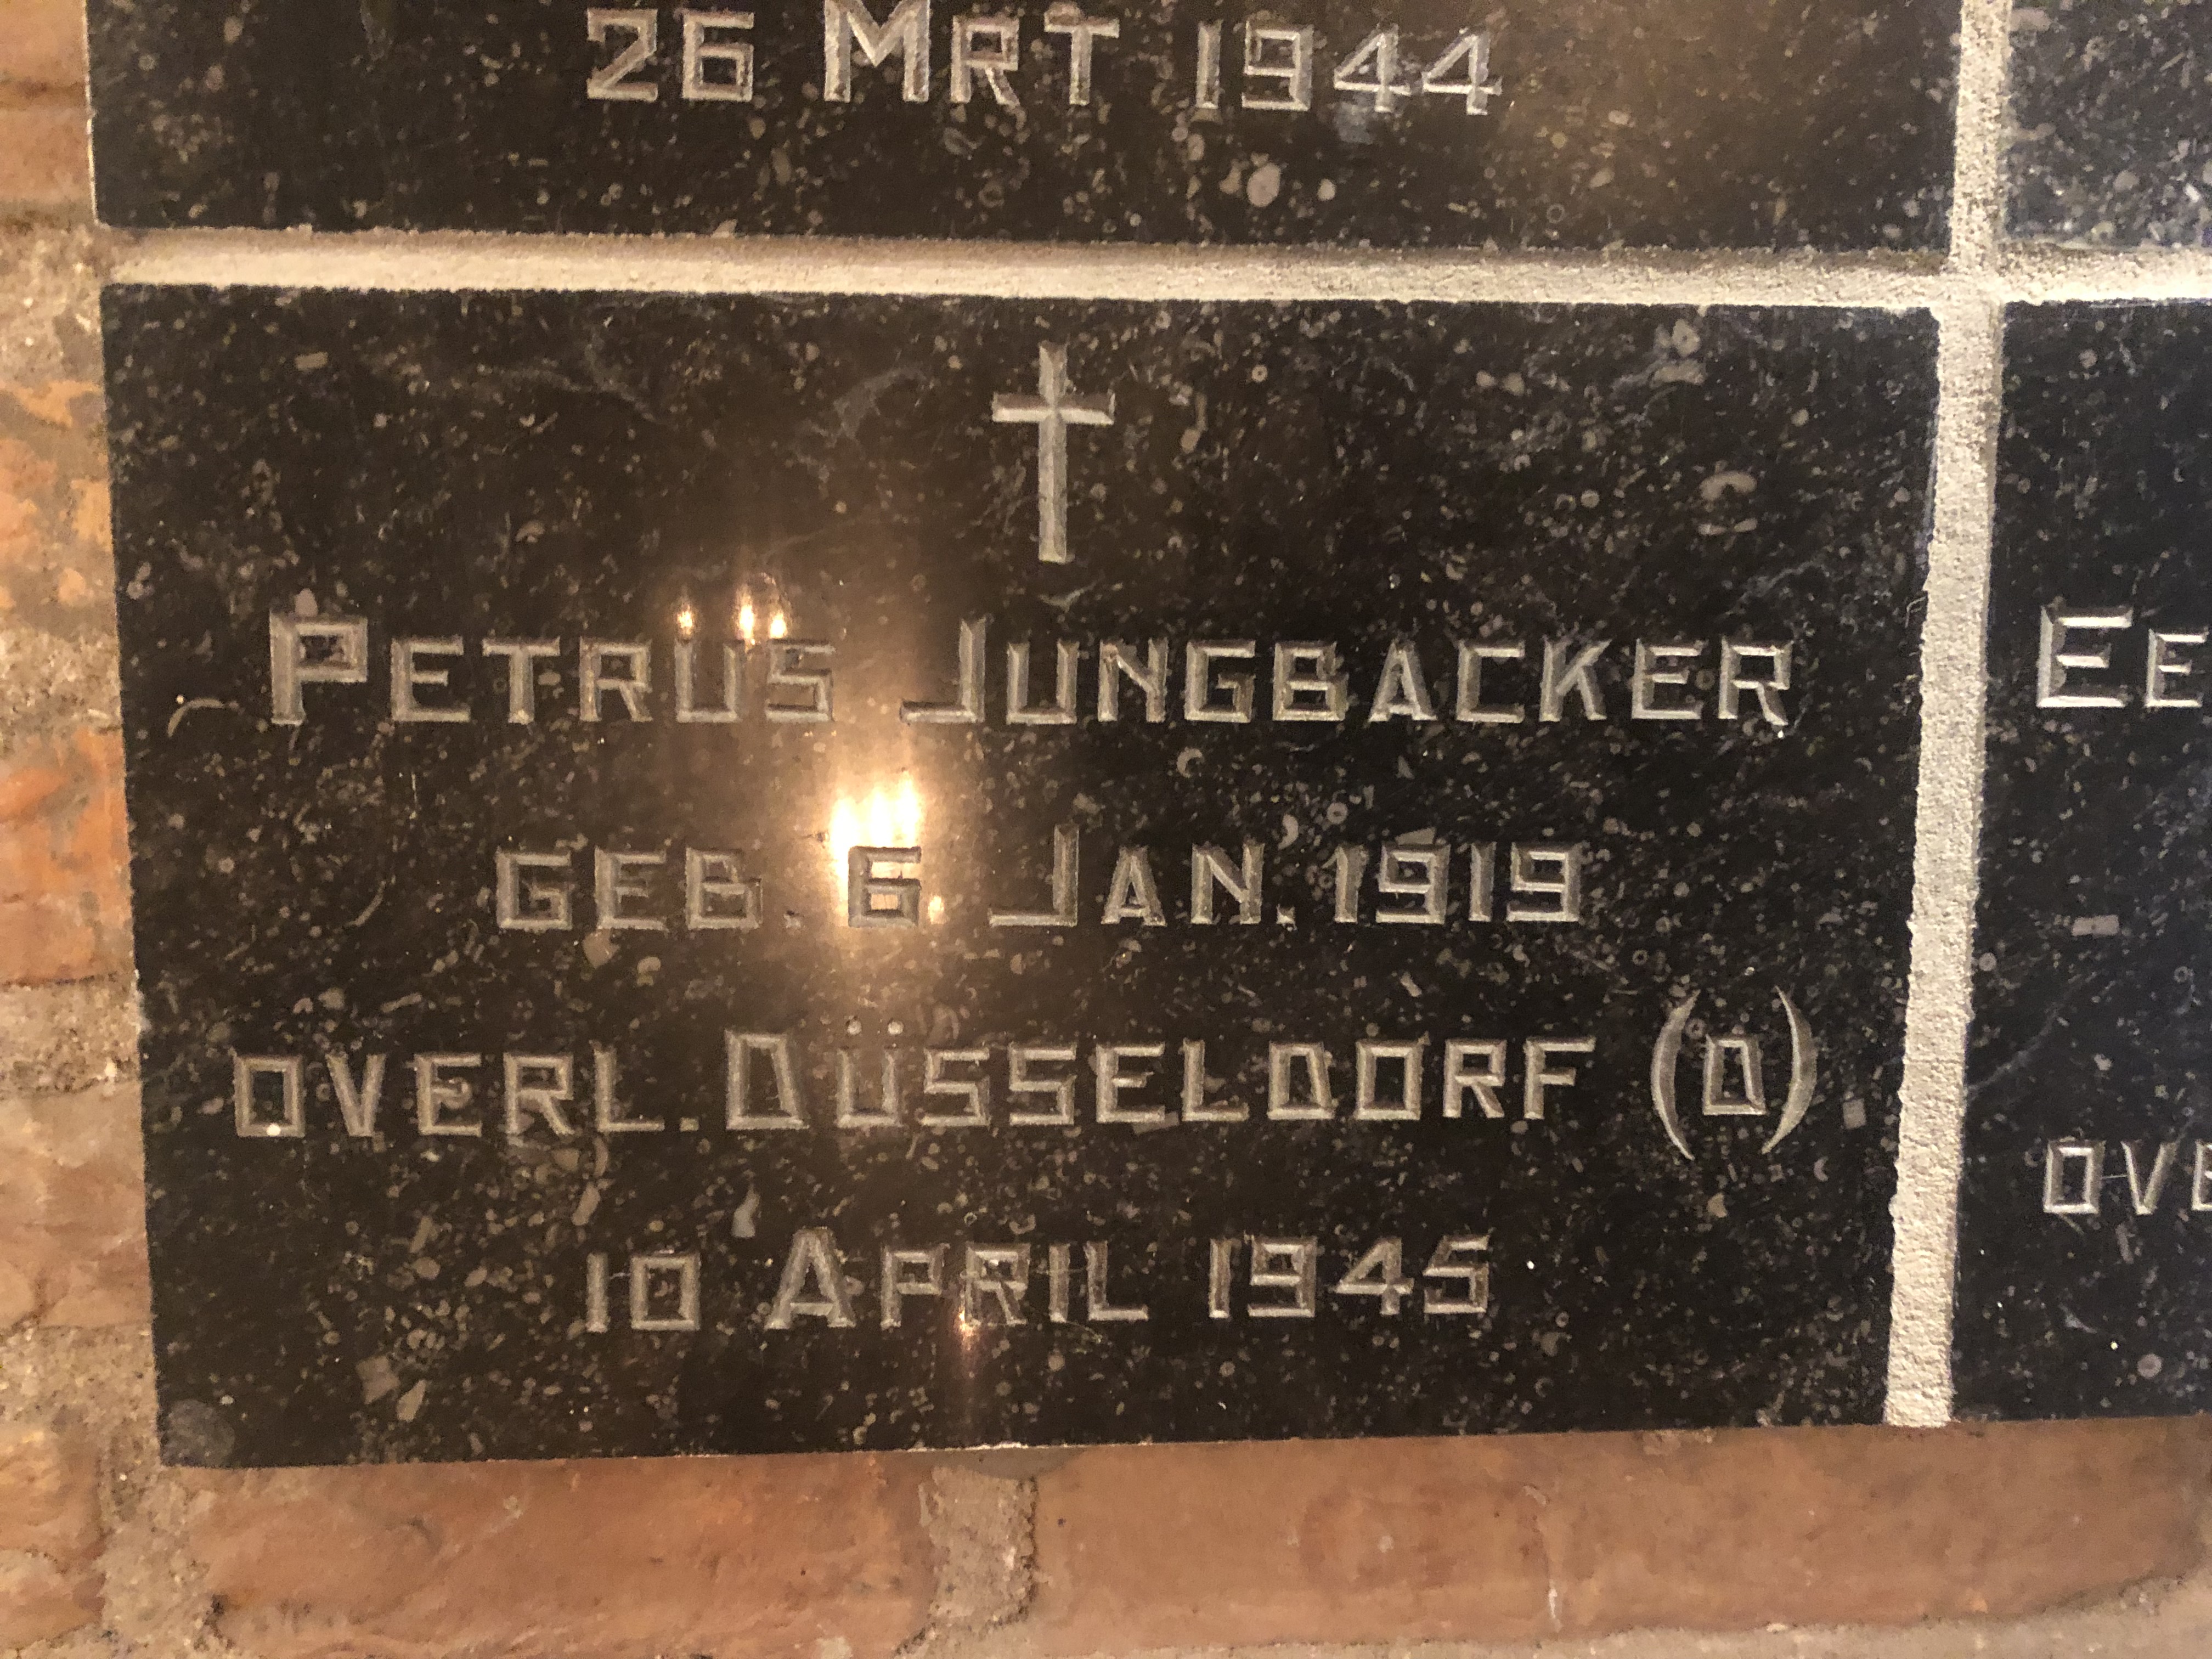 26 MRT 1944
PETRUS JUNGBACKER
GEB. 6 JAN. 1919
OVERL. DÜSSELDORF (D)
10 APRIL 1945